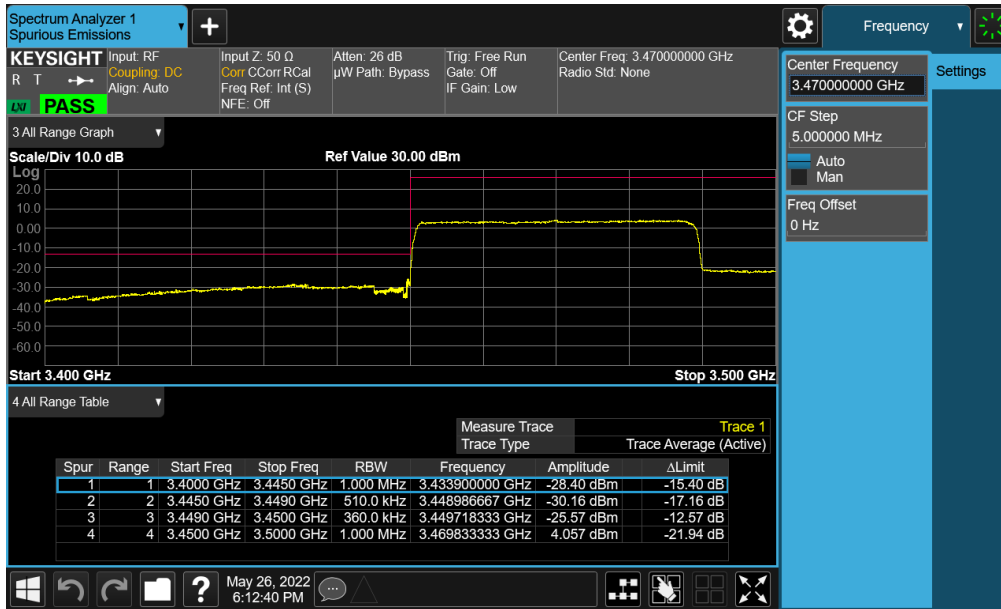 Spectrum Analyzer 1
Spurious Emissions
Frequency
KEYSIGHT
R T
LXI PASS
Input: RF
Coupling: DC
Align: Auto
Input Z: 50 Ω
Corr CCorr RCal
Freq Ref: Int (S)
NFE: Off
Atten: 26 dB
µW Path: Bypass
Trig: Free Run
Gate: Off
IF Gain: Low
Center Freq: 3.470000000 GHz
Radio Std: None
Center Frequency
3.470000000 GHz
Settings
CF Step
5.000000 MHz
Auto
Man
Freq Offset
0 Hz
3 All Range Graph
Scale/Div 10.0 dB Ref Value 30.00 dBm
Log
20.0
10.0
0.00
-10.0
-20.0
-30.0
-40.0
-50.0
-60.0
Start 3.400 GHz Stop 3.500 GHz
4 All Range Table
Measure Trace Trace 1
Trace Type Trace Average (Active)
Spur Range Start Freq Stop Freq RBW Frequency Amplitude ΔLimit
1 1 3.4000 GHz 3.4450 GHz 1.000 MHz 3.433900000 GHz -28.40 dBm -15.40 dB
2 2 3.4450 GHz 3.4490 GHz 510.0 kHz 3.448986667 GHz -30.16 dBm -17.16 dB
3 3 3.4490 GHz 3.4500 GHz 360.0 kHz 3.449718333 GHz -25.57 dBm -12.57 dB
4 4 3.4500 GHz 3.5000 GHz 1.000 MHz 3.469833333 GHz 4.057 dBm -21.94 dB
?
May 26, 2022
6:12:40 PM